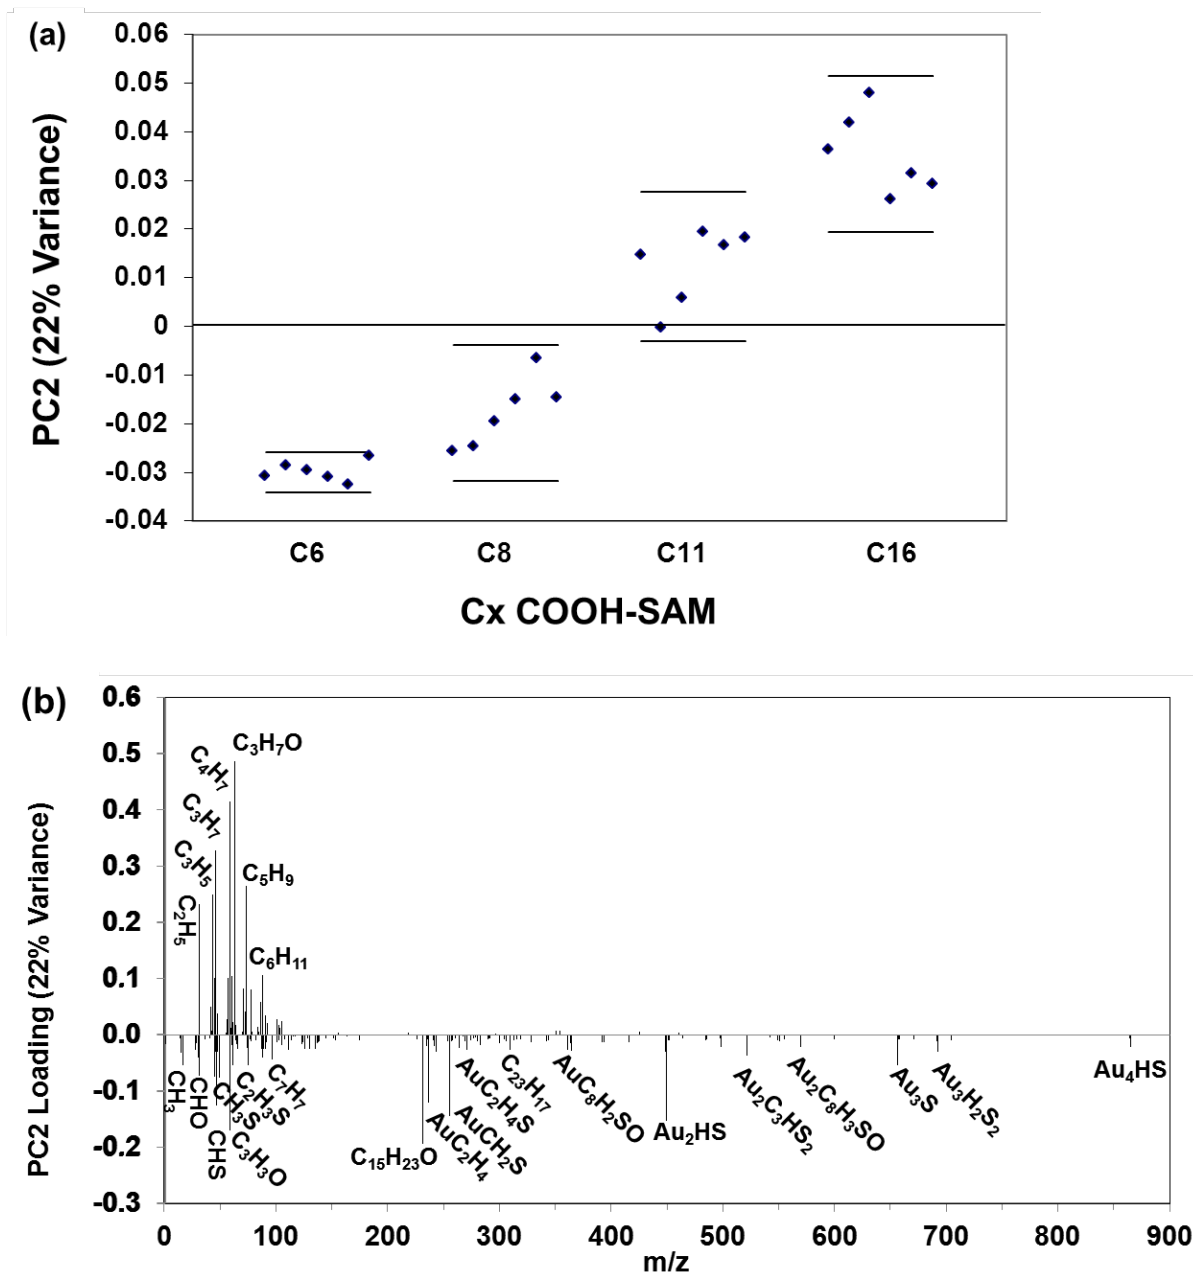 (a)
PC2 (22% Variance)
0.06
0.05
0.04
0.03
0.02
0.01
0
-0.01
-0.02
-0.03
-0.04
C6 C8 C11 C16
Cx COOH-SAM
(b)
PC2 Loading (22% Variance)
0.6
0.5
0.4
0.3
0.2
0.1
0.0
-0.1
-0.2
-0.3
C₃H₇O
C₄H₇
C₃H₇
C₃H₅
C₂H₅
C₅H₉
C₆H₁₁
CH₃
CHO
CH₃S
CHS
C₂H₃S
C₃H₃O
C₇H₇
C₁₅H₂₃O
AuC₂H₄
AuCH₂S
AuC₂H₄S
C₂₃H₁₇
AuC₈H₂SO
Au₂HS
Au₂C₃HS₂
Au₂C₈H₃SO
Au₃S
Au₃H₂S₂
Au₄HS
0 100 200 300 400 500 600 700 800 900
m/z